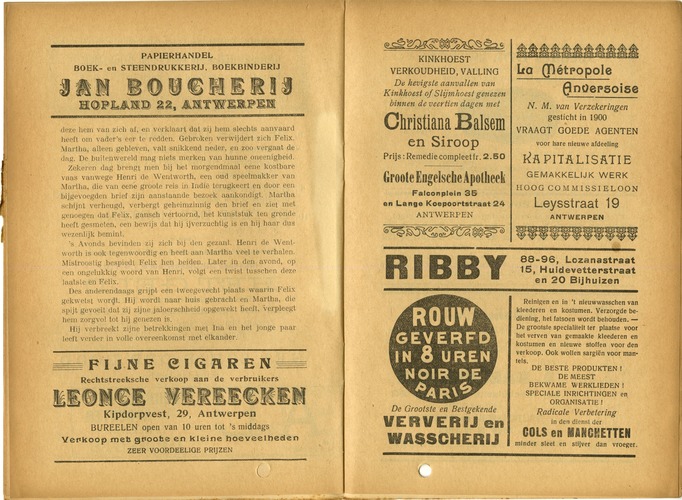 PAPIERHANDEL
BOEK- en STEENDRUKKERIJ, BOEKBINDERIJ
JAN BOUCHERIJ
HOPLAND 22, ANTWERPEN
deze hem van zich af, en verklaart dat zij hem slechts aanvaard
heeft om vader's eer te redden. Gebroken verwijdert zich Felix.
Martha, alleen gebleven, valt snikkend neder, en zoo vergaat de
dag. De buitenwereld mag niets merken van hunne oneenigheid.
Zekeren dag brengt men bij het morgendmaal eene kostbare
vaas vanwege Henri de Wentworth, een oud speelmakker van
Martha, die van eene groote reis in Indië terugkeert en door een
bijgevoegden brief zijn aanstaande bezoek aankondigt. Martha
schijnt verheugd, verbergt geheimzinnig den brief en ziet met
genoegen dat Felix, gansch vertoornd, het kunststuk ten gronde
heeft gesmeten, een bewijs dat hij ijverzuchtig is en hij haar dus
wezenlijk bemint.
's Avonds bevinden zij zich bij den gezant. Henri de Went-
worth is ook tegenwoordig en heeft aan Martha veel te verhalen.
Mistroostig bespiedt Felix hen beiden. Later in den avond, op
een ongelukkig woord van Henri, volgt een twist tusschen deze
laatste en Felix.
Des anderendaags grijpt een tweegevecht plaats waarin Felix
gekwetst wordt. Hij wordt naar huis gebracht en Martha, die
spijt gevoelt dat zij zijne jaloerschheid opgewekt heeft, verpleegt
hem zorgvol tot hij genezen is.
Hij verbreekt zijne betrekkingen met Ina en het jonge paar
leeft verder in volle overeenkomst met elkander.
FIJNE CIGAREN
Rechtstreeksche verkoop aan de verbruikers
LEONCE VEREECKEN
Kipdorpvest, 29, Antwerpen
BUREELEN open van 10 uren tot 's middags
Verkoop met groote en kleine hoeveelheden
ZEER VOORDEELIGE PRIJZEN
KINKHOEST
VERKOUDHEID, VALLING
De hevigste aanvallen van
Kinkhoest of Slijmhoest genezen
binnen de veertien dagen met
Christiana Balsem
en Siroop
Prijs: Remedie compleet fr. 2.50
Groote Engelsche Apotheek
Falconplein 35
en Lange Koepoortstraat 24
ANTWERPEN
La Métropole
Anversoise
N. M. van Verzekeringen
gesticht in 1900
VRAAGT GOEDE AGENTEN
voor hare nieuwe afdeeling
KAPITALISATIE
GEMAKKELIJK WERK
HOOG COMMISSIELOON
Leysstraat 19
ANTWERPEN
RIBBY
88-96, Lozanastraat
15, Huidevetterstraat
en 20 Bijhuizen
ROUW
GEVERFD
IN 8 UREN
NOIR DE
PARIS
De Grootste en Bestgekende
VERVERIJ en
WASSCHERIJ
Reinigen en in 't nieuwwasschen van
kleederen en kostumen. Verzorgde be-
diening, het fatsoen wordt behouden. —
De grootste specialiteit ter plaatse voor
het verven van gemaakte kleederen en
kostumen en nieuwe stoffen voor den
verkoop. Ook wollen sargiën voor man-
tels.
DE BESTE PRODUKTEN !
DE MEEST
BEKWAME WERKLIEDEN !
SPECIALE INRICHTINGEN en
ORGANISATIE !
Radicale Verbetering
in den dienst der
COLS en MANCHETTEN
minder sleet en stijver dan vroeger.